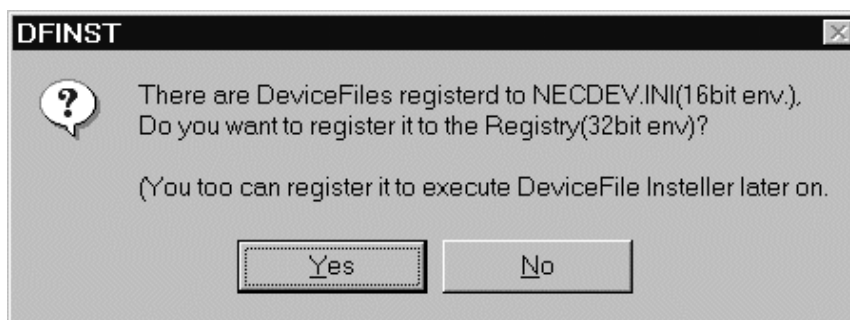 DFINST
There are DeviceFiles registerd to NECDEV.INI(16bit env.),
Do you want to register it to the Registry(32bit env)?
(You too can register it to execute DeviceFile Insteller later on.
Yes
No